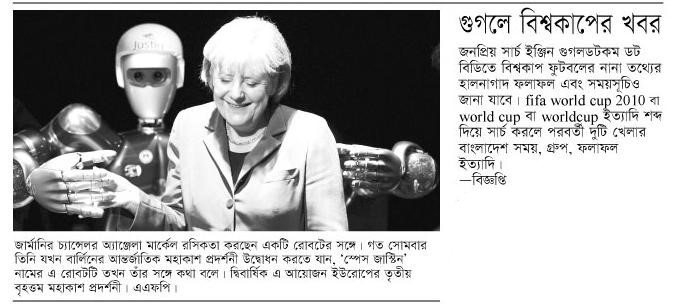 Justin
জার্মানির চ্যান্সেলর অ্যাঞ্জেলা মার্কেল রসিকতা করছেন একটি রোবটের সঙ্গে। গত সোমবার
তিনি যখন বার্লিনের আন্তর্জাতিক মহাকাশ প্রদর্শনী উদ্বোধন করতে যান, ‘স্পেস জাস্টিন’
নামের এ রোবটটি তখন তাঁর সঙ্গে কথা বলে। দ্বিবার্ষিক এ আয়োজন ইউরোপের তৃতীয়
বৃহত্তম মহাকাশ প্রদর্শনী। এএফপি।
গুগলে বিশ্বকাপের খবর
জনপ্রিয় সার্চ ইঞ্জিন গুগলডটকম ডট
বিডিতে বিশ্বকাপ ফুটবলের নানা তথ্যের
হালনাগাদ ফলাফল এবং সময়সূচিও
জানা যাবে। fifa world cup 2010 বা
world cup বা worldcup ইত্যাদি শব্দ
দিয়ে সার্চ করলে পরবর্তী দুটি খেলার
বাংলাদেশ সময়, গ্রুপ, ফলাফল
ইত্যাদি।
—বিজ্ঞপ্তি